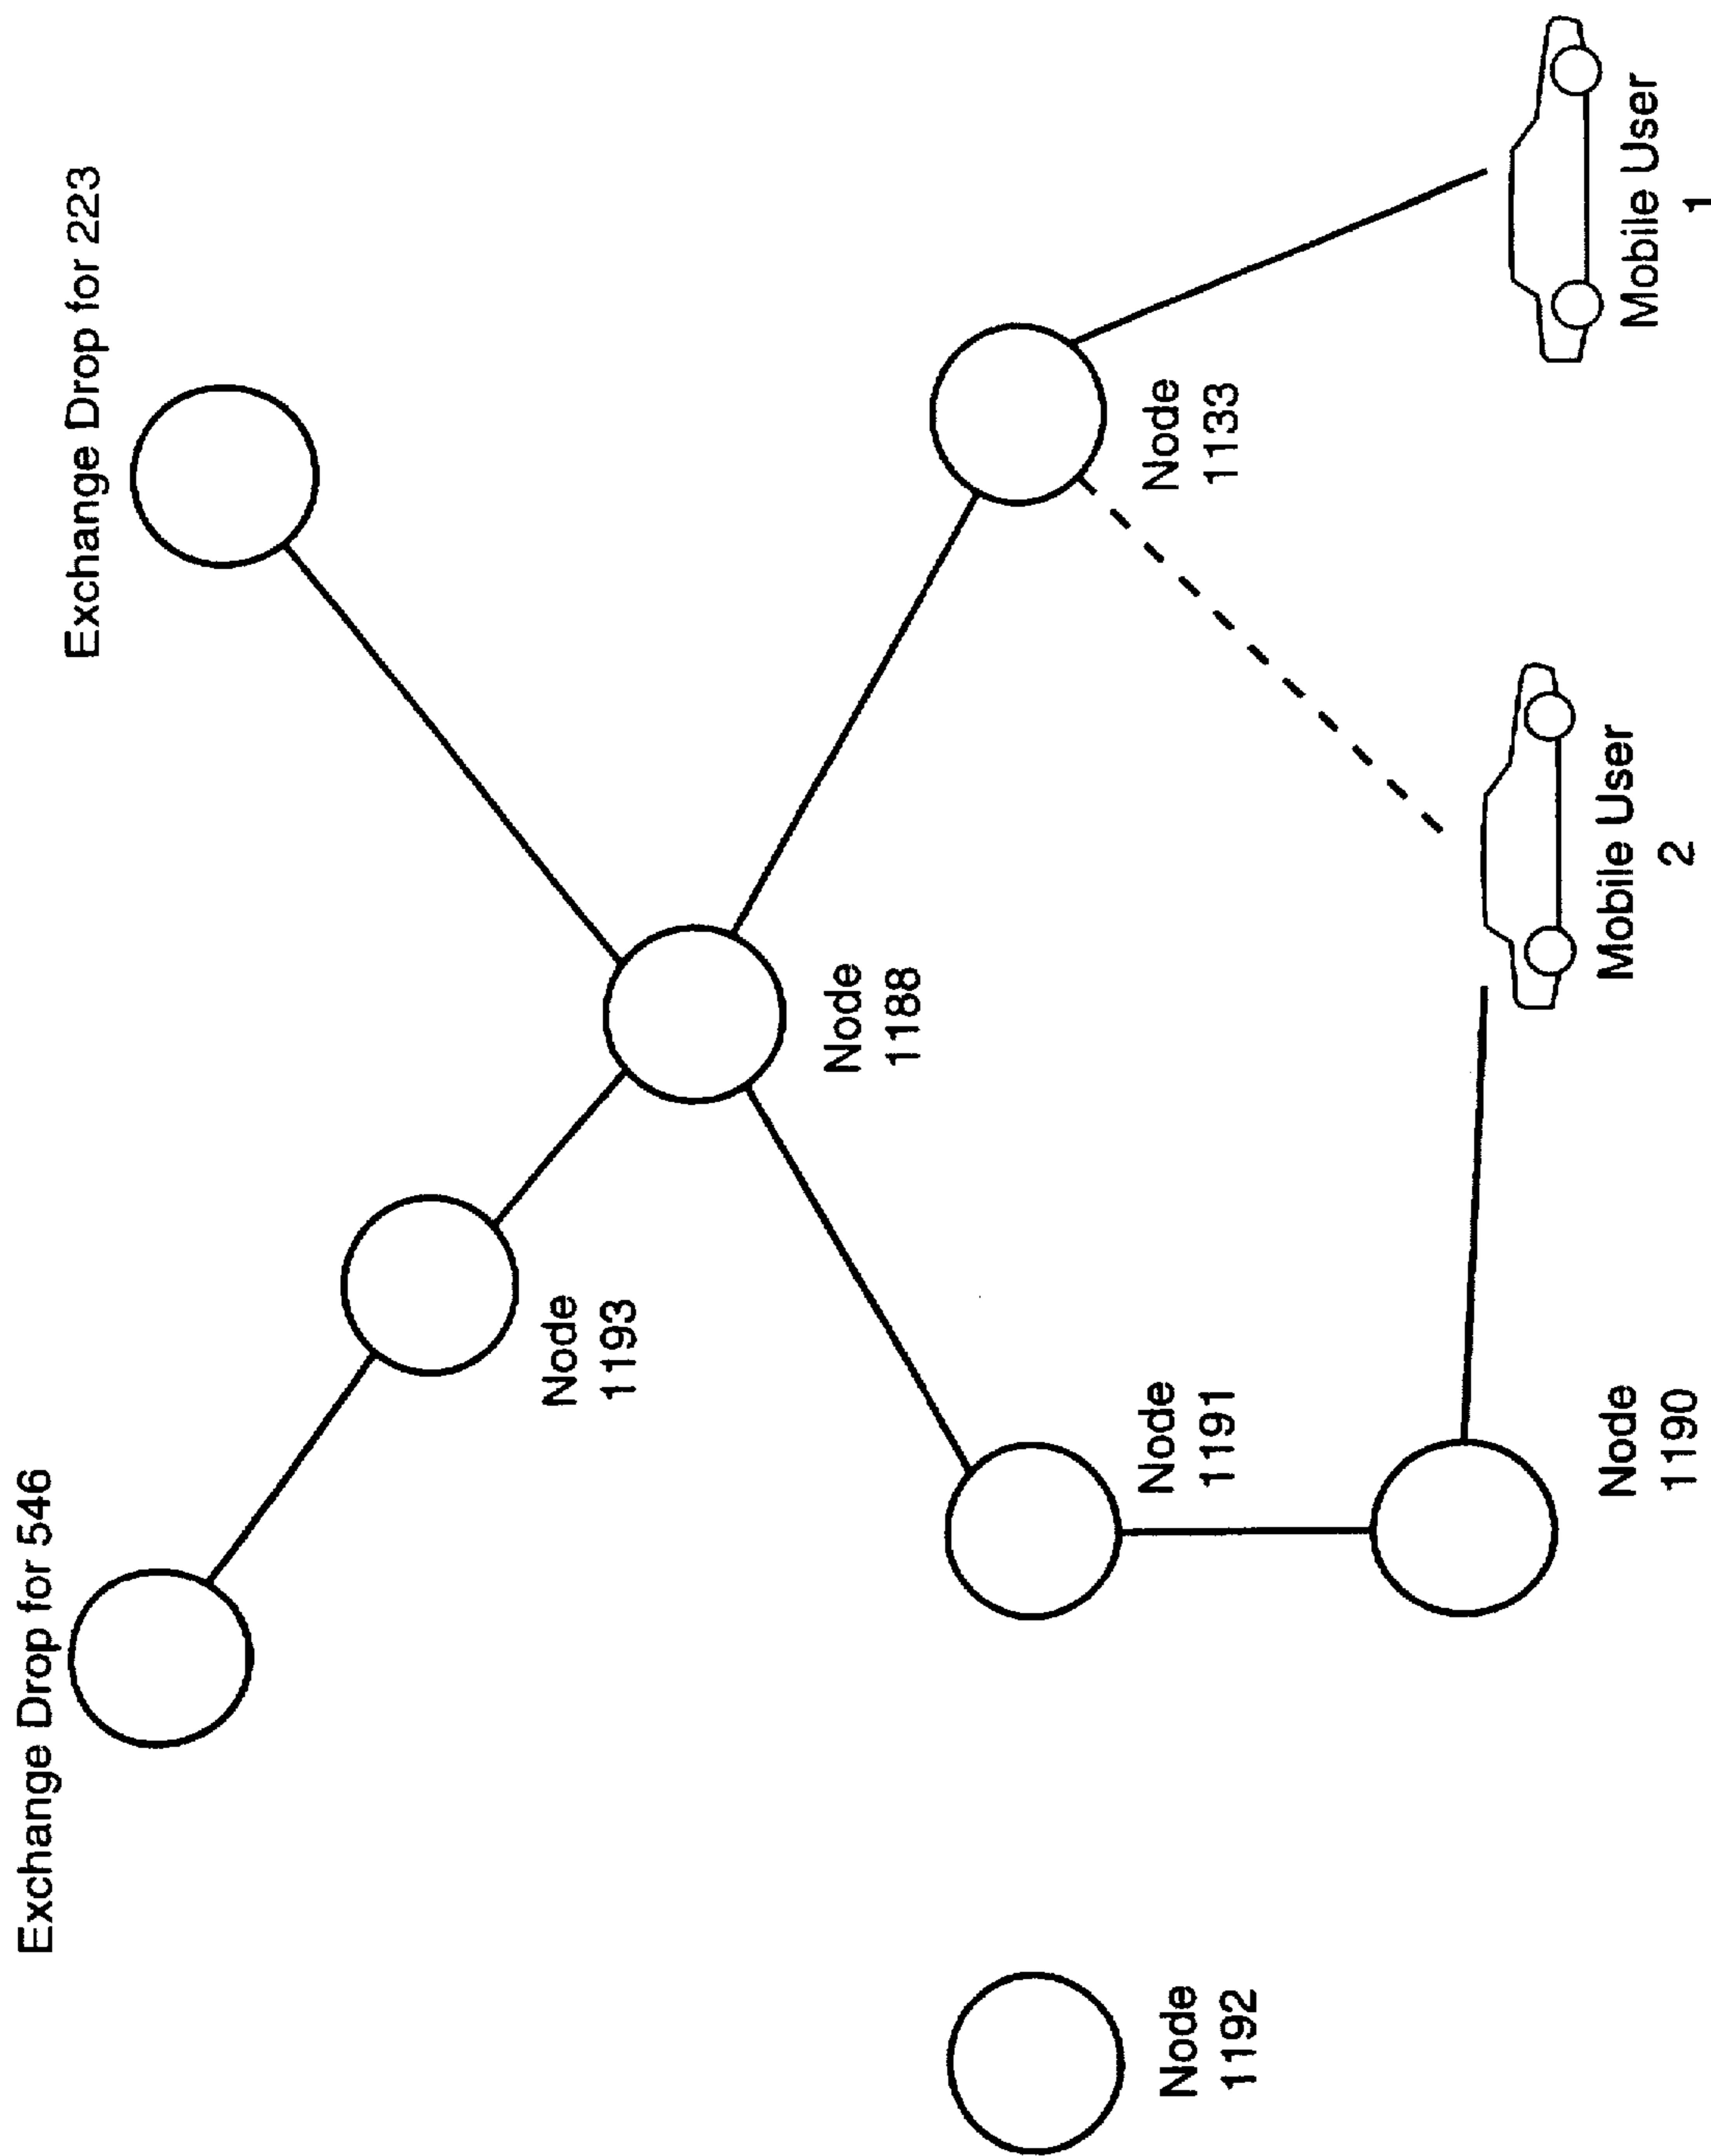 Exchange Drop for 546
Exchange Drop for 223
Node
1193
Node
1188
Node
1192
Node
1191
Node
1133
Node
1190
Mobile User
2
Mobile User
1